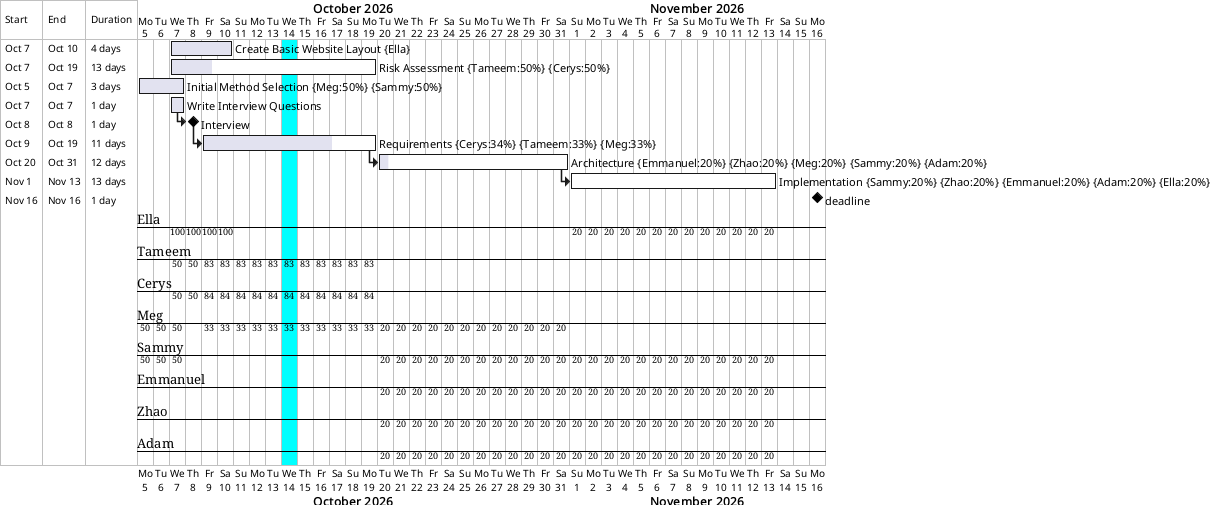 October 2026 November 2026
Start End Duration Mo Tu We Th Fr Sa Su Mo Tu We Th Fr Sa Su Mo Tu We Th Fr Sa Su Mo Tu We Th Fr Sa Su Mo Tu We Th Fr Sa Su Mo Tu We Th Fr Sa Su Mo
5 6 7 8 9 10 11 12 13 14 15 16 17 18 19 20 21 22 23 24 25 26 27 28 29 30 31 1 2 3 4 5 6 7 8 9 10 11 12 13 14 15 16
Oct 7 Oct 10 4 days Create Basic Website Layout {Ella}
Oct 7 Oct 19 13 days Risk Assessment {Tameem:50%} {Cerys:50%}
Oct 5 Oct 7 3 days Initial Method Selection {Meg:50%} {Sammy:50%}
Oct 7 Oct 7 1 day Write Interview Questions
Oct 8 Oct 8 1 day Interview
Oct 9 Oct 19 11 days Requirements {Cerys:34%} {Tameem:33%} {Meg:33%}
Oct 20 Oct 31 12 days Architecture {Emmanuel:20%} {Zhao:20%} {Meg:20%} {Sammy:20%} {Adam:20%}
Nov 1 Nov 13 13 days Implementation {Sammy:20%} {Zhao:20%} {Emmanuel:20%} {Adam:20%} {Ella:20%}
Nov 16 Nov 16 1 day deadline
Ella
100 100 100 100 20 20 20 20 20 20 20 20 20 20 20 20 20
Tameem
50 50 83 83 83 83 83 83 83 83 83 83 83
Cerys
50 50 84 84 84 84 84 84 84 84 84 84 84
Meg
50 50 50 33 33 33 33 33 33 33 33 33 33 33 20 20 20 20 20 20 20 20 20 20 20 20
Sammy
50 50 50 20 20 20 20 20 20 20 20 20 20 20 20 20 20 20 20 20 20 20 20 20 20 20 20 20
Emmanuel
20 20 20 20 20 20 20 20 20 20 20 20 20 20 20 20 20 20 20 20 20 20 20 20 20
Zhao
20 20 20 20 20 20 20 20 20 20 20 20 20 20 20 20 20 20 20 20 20 20 20 20 20
Adam
20 20 20 20 20 20 20 20 20 20 20 20 20 20 20 20 20 20 20 20 20 20 20 20 20
Mo Tu We Th Fr Sa Su Mo Tu We Th Fr Sa Su Mo Tu We Th Fr Sa Su Mo Tu We Th Fr Sa Su Mo Tu We Th Fr Sa Su Mo Tu We Th Fr Sa Su Mo
5 6 7 8 9 10 11 12 13 14 15 16 17 18 19 20 21 22 23 24 25 26 27 28 29 30 31 1 2 3 4 5 6 7 8 9 10 11 12 13 14 15 16
October 2026 November 2026